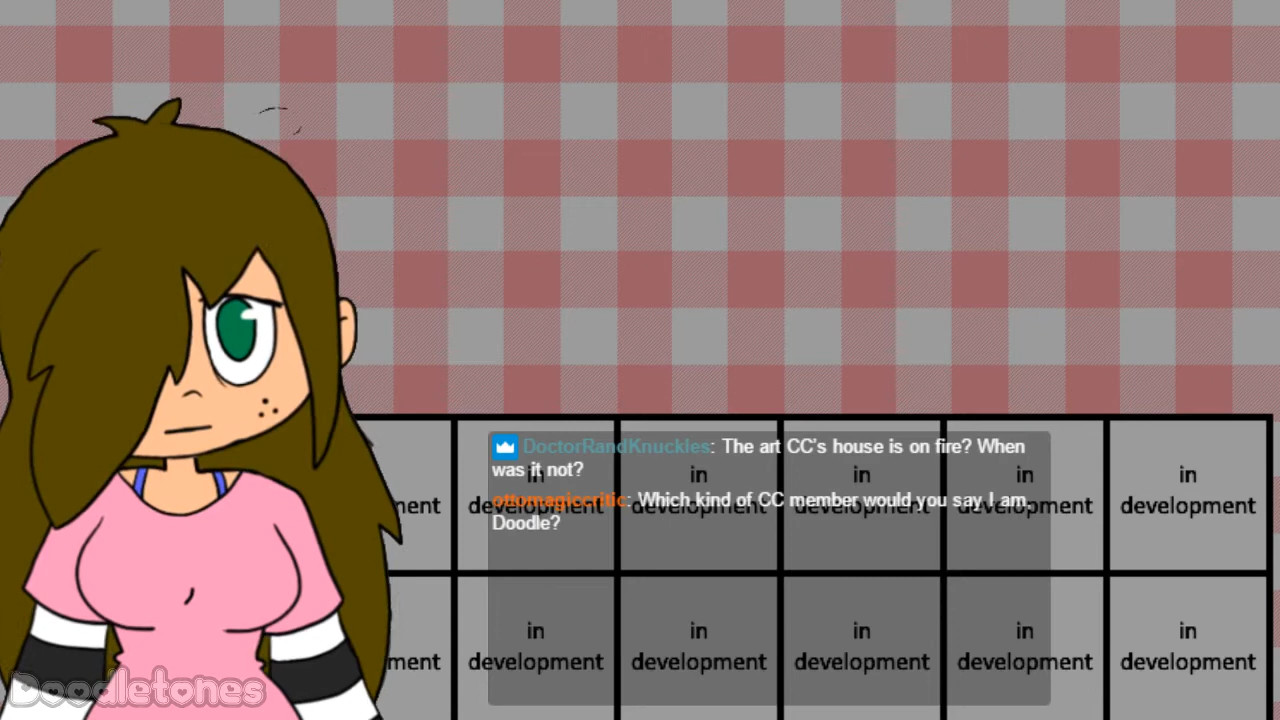 DoctorRandKnuckles: The art CC's house is on fire? When
was it not?
ottomagiccritic: Which kind of CC member would you say I am,
Doodle?
in
development
in
development
in
development
in
development
in
development
ment
in
development
in
development
in
development
in
development
in
development
ment
Doodletones